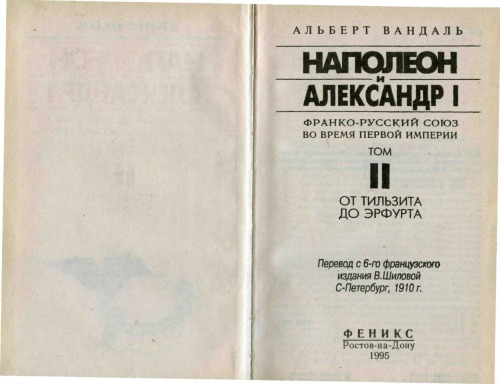 АЛЬБЕРТ ВАНДАЛЬ
НАПОЛЕОН
И
АЛЕКСАНДР I
ФРАНКО-РУССКИЙ СОЮЗ
ВО ВРЕМЯ ПЕРВОЙ ИМПЕРИИ
ТОМ
II
ОТ ТИЛЬЗИТА
ДО ЭРФУРТА
Перевод с 6-го французского
издания В.Шиловой
С-Петербург, 1910 г.
ФЕНИКС
Ростов-на-Дону
1995